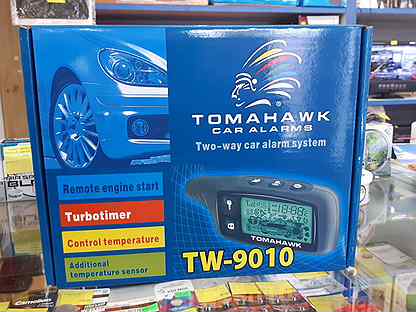 TOMAHAWK
CAR ALARMS
Two-way car alarm system
Remote engine start
Turbotimer
Control temperature
Additional
temperature sensor
TOMAHAWK
TW-9010